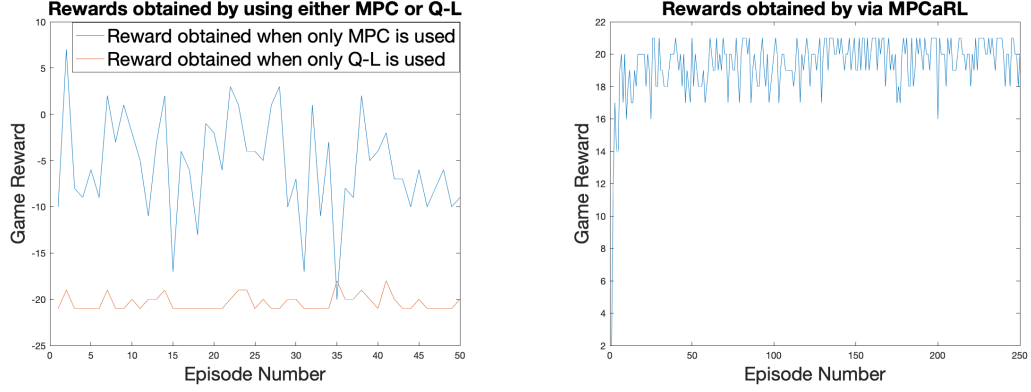 Rewards obtained by using either MPC or Q-L
Reward obtained when only MPC is used
Reward obtained when only Q-L is used
10
5
0
-5
-10
-15
-20
-25
Game Reward
0 5 10 15 20 25 30 35 40 45 50
Episode Number
Rewards obtained by via MPCaRL
22
20
18
16
14
12
10
8
6
4
2
Game Reward
0 50 100 150 200 250
Episode Number